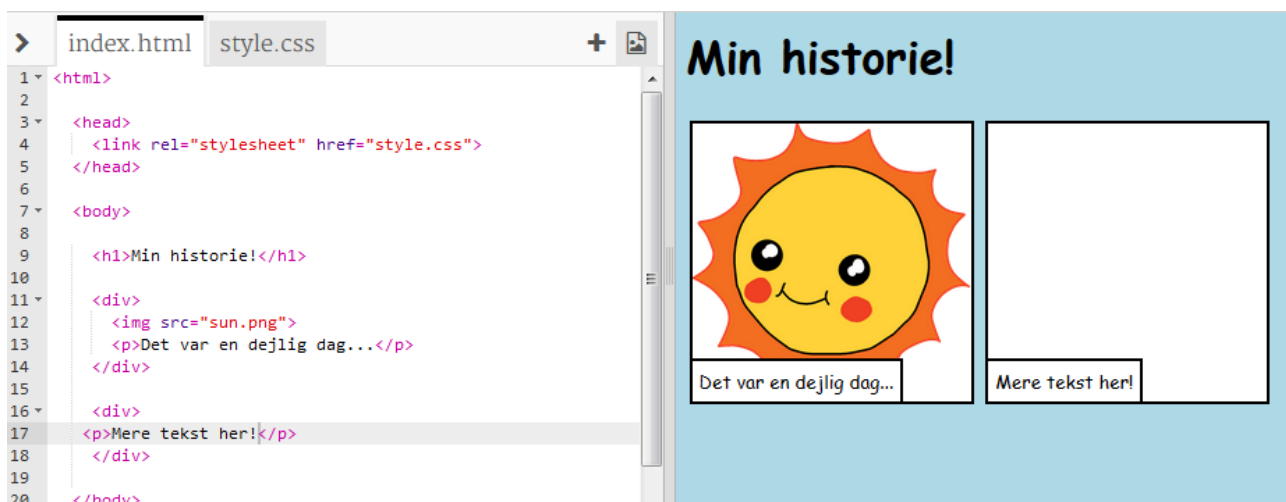 index.html style.css
1 <html>
2
3 <head>
4 <link rel="stylesheet" href="style.css">
5 </head>
6
7 <body>
8
9 <h1>Min historie!</h1>
10
11 <div>
12 <img src="sun.png">
13 <p>Det var en dejlig dag...</p>
14 </div>
15
16 <div>
17 <p>Mere tekst her!</p>
18 </div>
19
20 </body>
Min historie!
Det var en dejlig dag...
Mere tekst her!